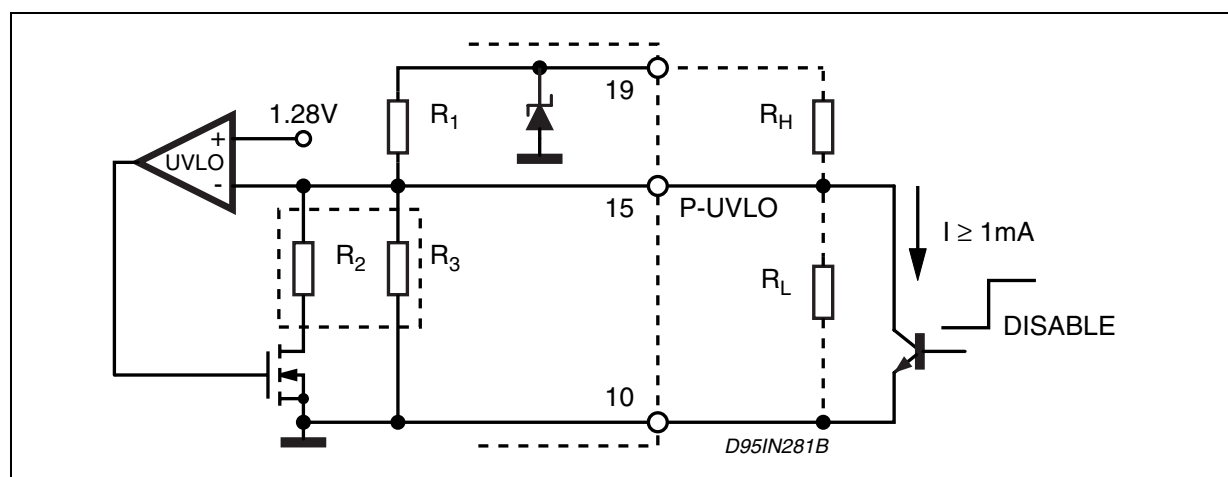 19
R1
RH
1.28V
+
UVLO
-
15
P-UVLO
I ≥ 1mA
R2
R3
RL
DISABLE
10
D95IN281B